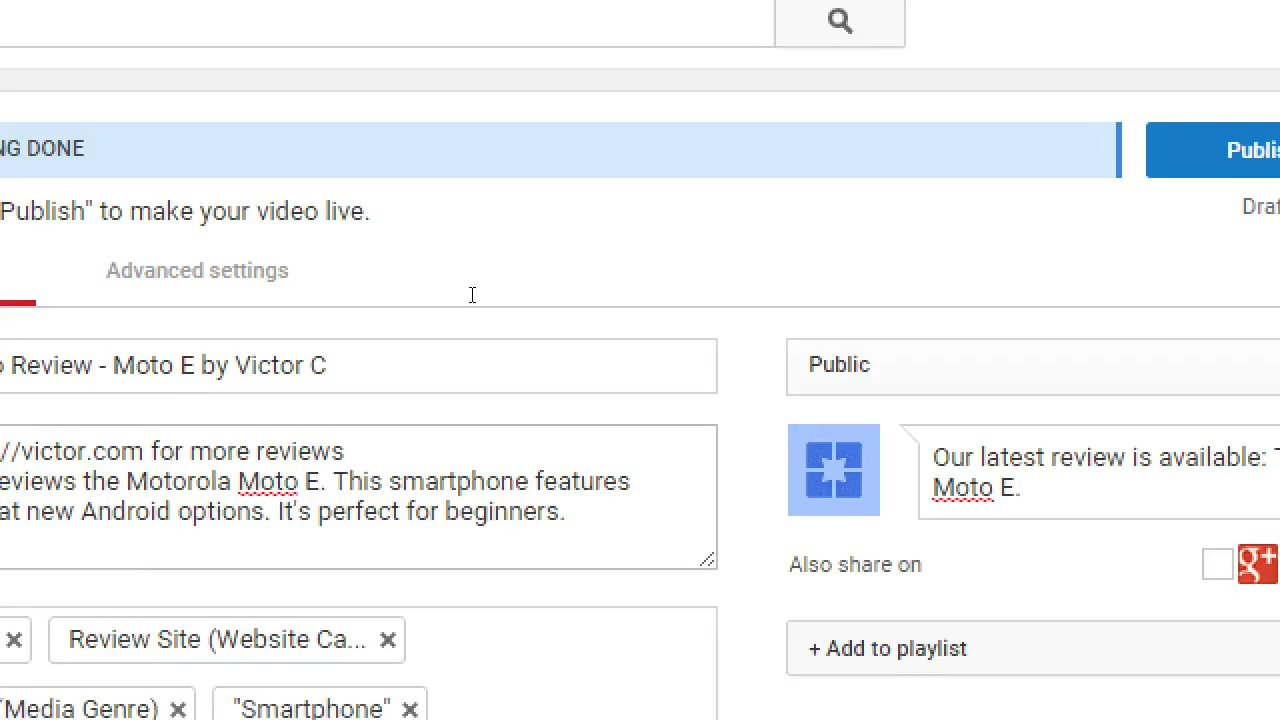 NG DONE
Publis
Publish" to make your video live.
Draf
Advanced settings
o Review - Moto E by Victor C
Public
//victor.com for more reviews
eviews the Motorola Moto E. This smartphone features
at new Android options. It's perfect for beginners.
Our latest review is available: T
Moto E.
Also share on
g+
Review Site (Website Ca...
+ Add to playlist
(Media Genre)
"Smartphone"